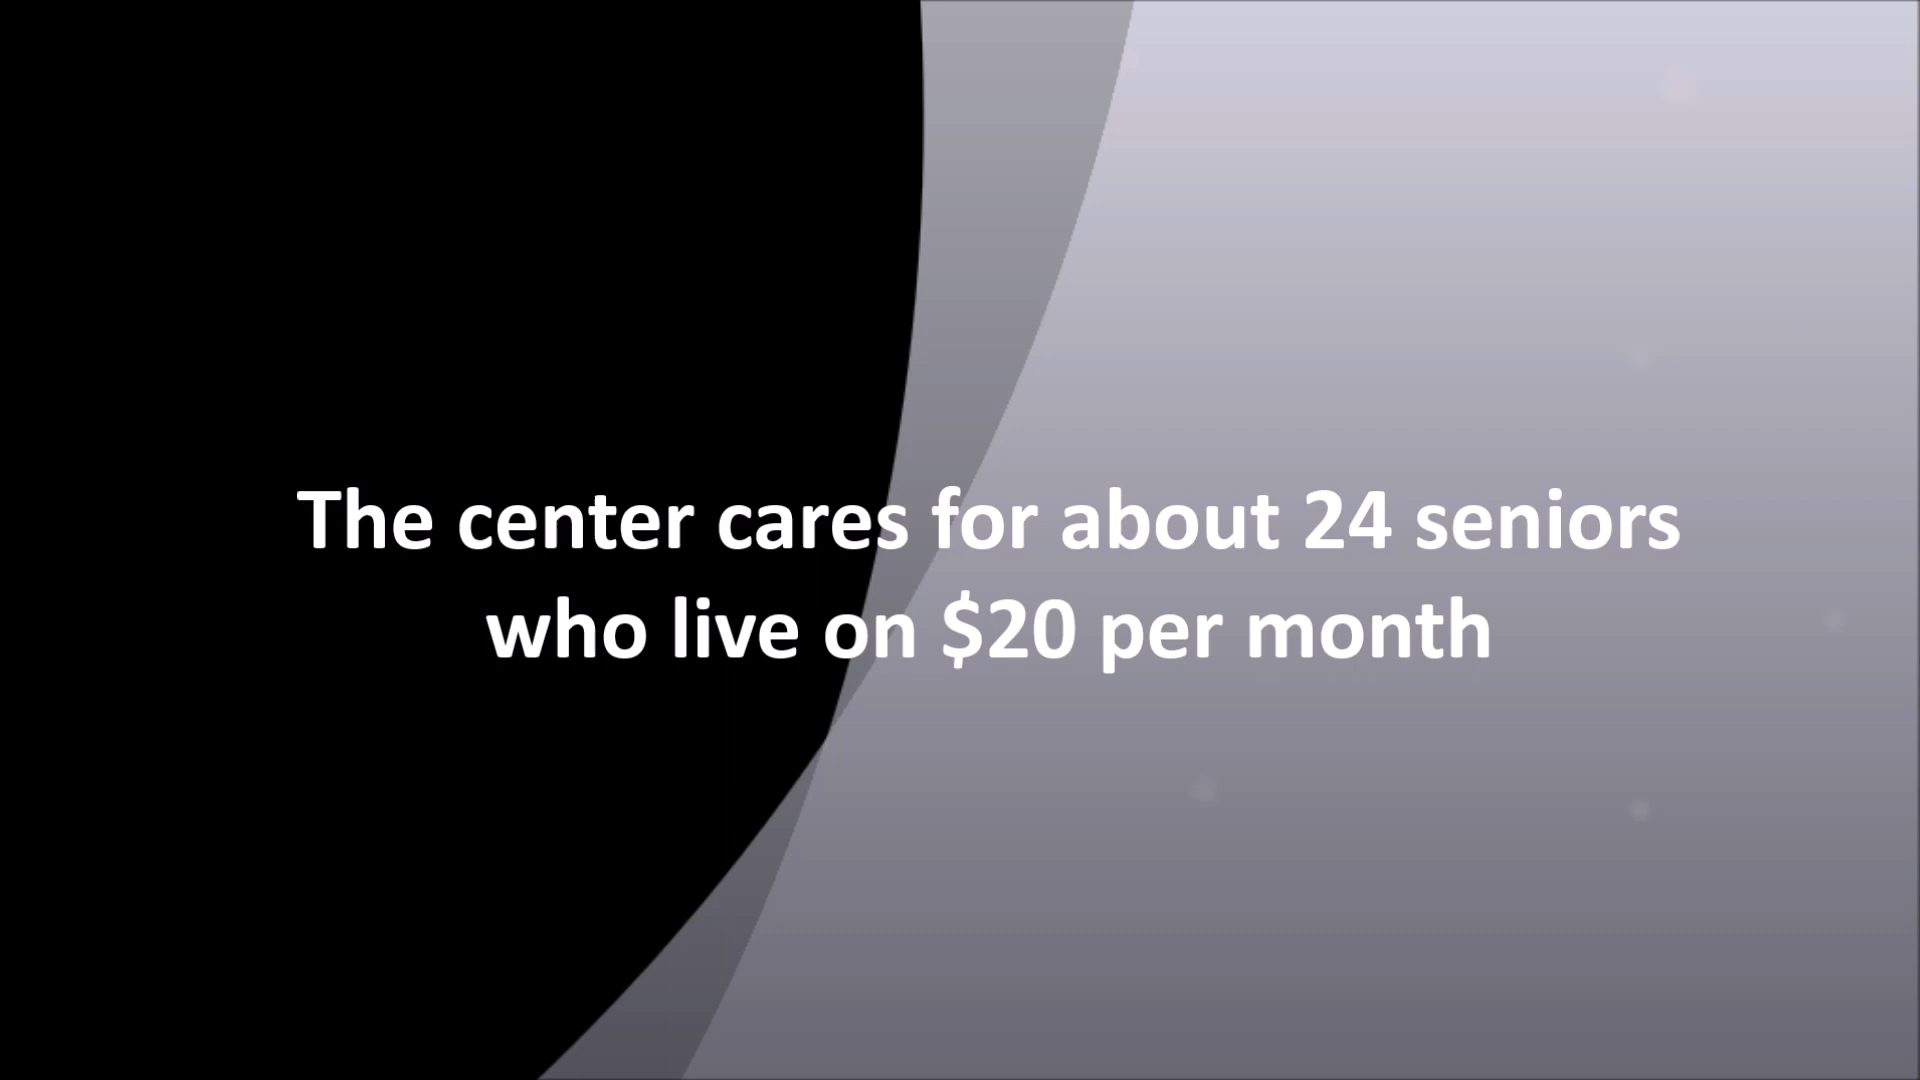 The center cares for about 24 seniors
who live on $20 per month